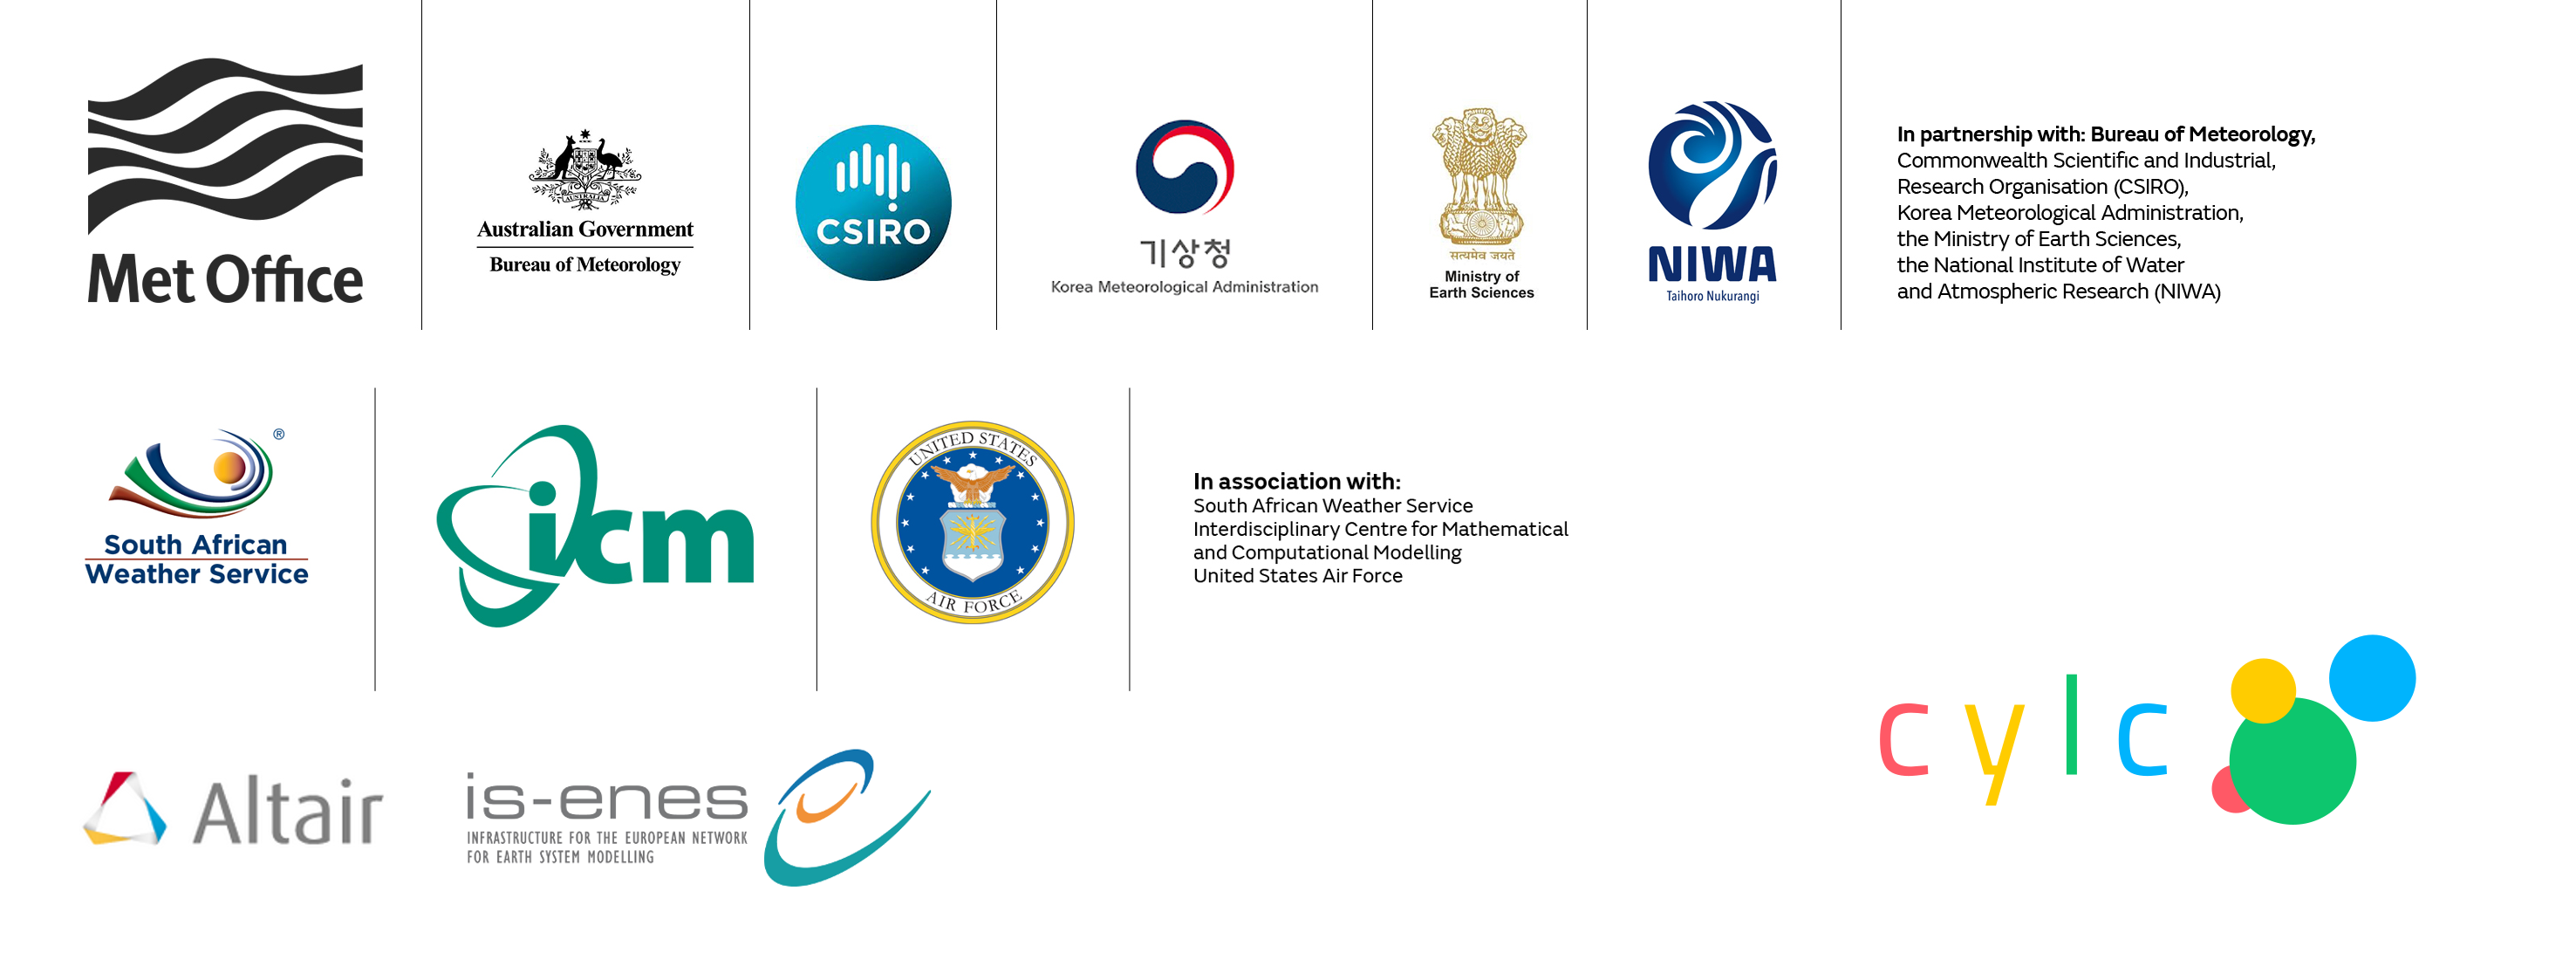 Met Office
AUSTRALIA
Australian Government
Bureau of Meteorology
CSIRO
기상청
Korea Meteorological Administration
सत्यमेव जयते
Ministry of
Earth Sciences
NIWA
Taihoro Nukurangi
In partnership with: Bureau of Meteorology,
Commonwealth Scientific and Industrial,
Research Organisation (CSIRO),
Korea Meteorological Administration,
the Ministry of Earth Sciences,
the National Institute of Water
and Atmospheric Research (NIWA)
®
South African
Weather Service
icm
UNITED STATES
AIR FORCE
In association with:
South African Weather Service
Interdisciplinary Centre for Mathematical
and Computational Modelling
United States Air Force
Altair
is-enes
INFRASTRUCTURE FOR THE EUROPEAN NETWORK
FOR EARTH SYSTEM MODELLING
cylc